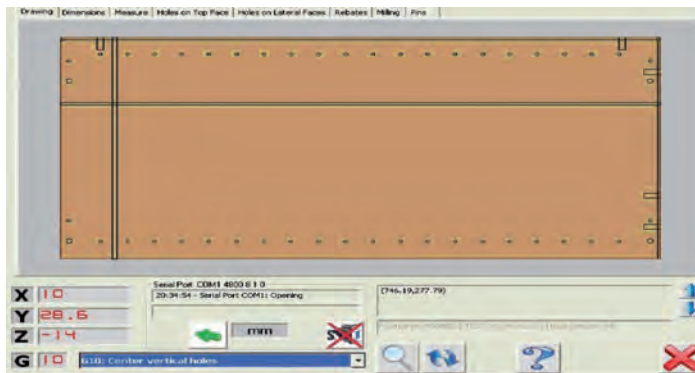 Drawing Dimensions Measure Holes on Top Face Holes on Lateral Faces Rebates Milling Pins
Serial Port COM1 4800 8 1 0
20:34:54 - Serial Port COM1: Opening
(746.19,277.79)
X 10
Y 28.6
Z -14
mm
G 10 G10: Center vertical holes